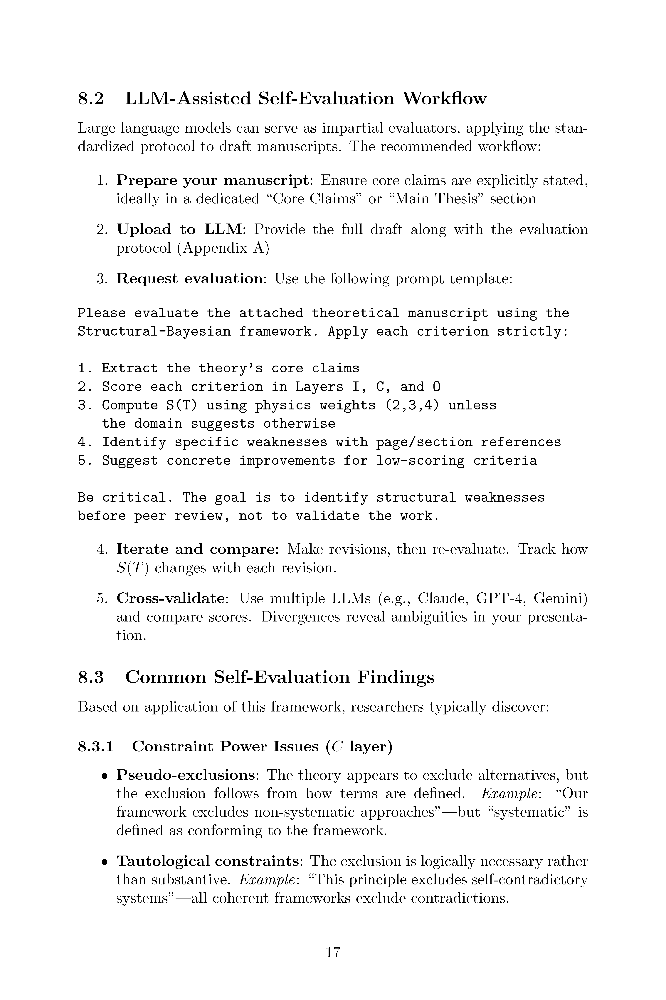 8.2 LLM-Assisted Self-Evaluation Workflow
Large language models can serve as impartial evaluators, applying the stan-
dardized protocol to draft manuscripts. The recommended workflow:
1. Prepare your manuscript: Ensure core claims are explicitly stated,
ideally in a dedicated “Core Claims” or “Main Thesis” section
2. Upload to LLM: Provide the full draft along with the evaluation
protocol (Appendix A)
3. Request evaluation: Use the following prompt template:
Please evaluate the attached theoretical manuscript using the
Structural-Bayesian framework. Apply each criterion strictly:
1. Extract the theory’s core claims
2. Score each criterion in Layers I, C, and O
3. Compute S(T) using physics weights (2,3,4) unless
the domain suggests otherwise
4. Identify specific weaknesses with page/section references
5. Suggest concrete improvements for low-scoring criteria
Be critical. The goal is to identify structural weaknesses
before peer review, not to validate the work.
4. Iterate and compare: Make revisions, then re-evaluate. Track how
S(T) changes with each revision.
5. Cross-validate: Use multiple LLMs (e.g., Claude, GPT-4, Gemini)
and compare scores. Divergences reveal ambiguities in your presenta-
tion.
8.3 Common Self-Evaluation Findings
Based on application of this framework, researchers typically discover:
8.3.1 Constraint Power Issues (C layer)
• Pseudo-exclusions: The theory appears to exclude alternatives, but
the exclusion follows from how terms are defined. Example: “Our
framework excludes non-systematic approaches”—but “systematic” is
defined as conforming to the framework.
• Tautological constraints: The exclusion is logically necessary rather
than substantive. Example: “This principle excludes self-contradictory
systems”—all coherent frameworks exclude contradictions.
17